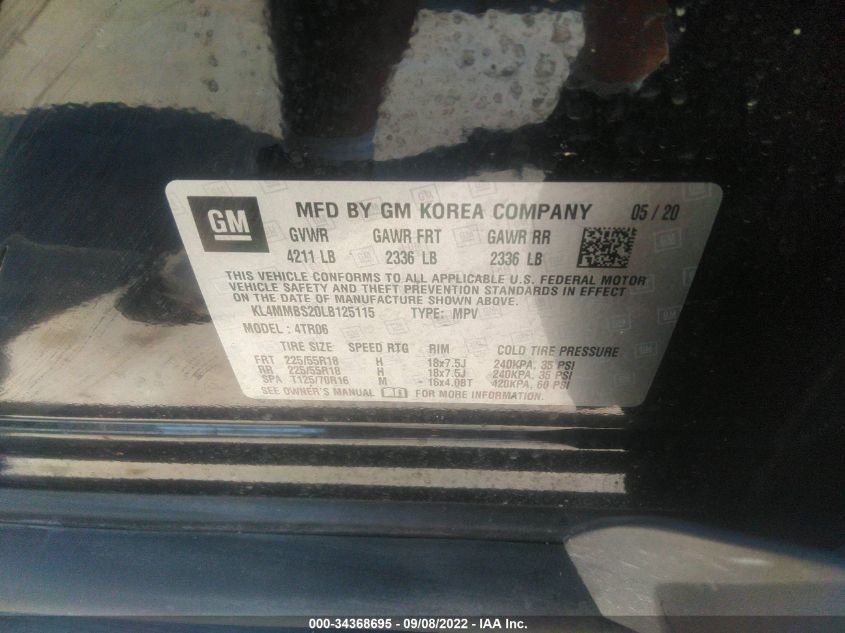 GM MFD BY GM KOREA COMPANY 05 / 20
GVWR GAWR FRT GAWR RR
4211 LB 2336 LB 2336 LB
THIS VEHICLE CONFORMS TO ALL APPLICABLE U.S. FEDERAL MOTOR
VEHICLE SAFETY AND THEFT PREVENTION STANDARDS IN EFFECT
ON THE DATE OF MANUFACTURE SHOWN ABOVE.
KL4MMBS20LB125115 TYPE: MPV
MODEL: 4TR06
TIRE SIZE SPEED RTG RIM COLD TIRE PRESSURE
FRT 225/55R18 H 18x7.5J 240KPA, 35 PSI
RR 225/55R18 H 18x7.5J 240KPA, 35 PSI
SPA T125/70R16 M 16x4.0BT 420KPA, 60 PSI
SEE OWNER'S MANUAL FOR MORE INFORMATION.
000-34368695 - 09/08/2022 - IAA Inc.